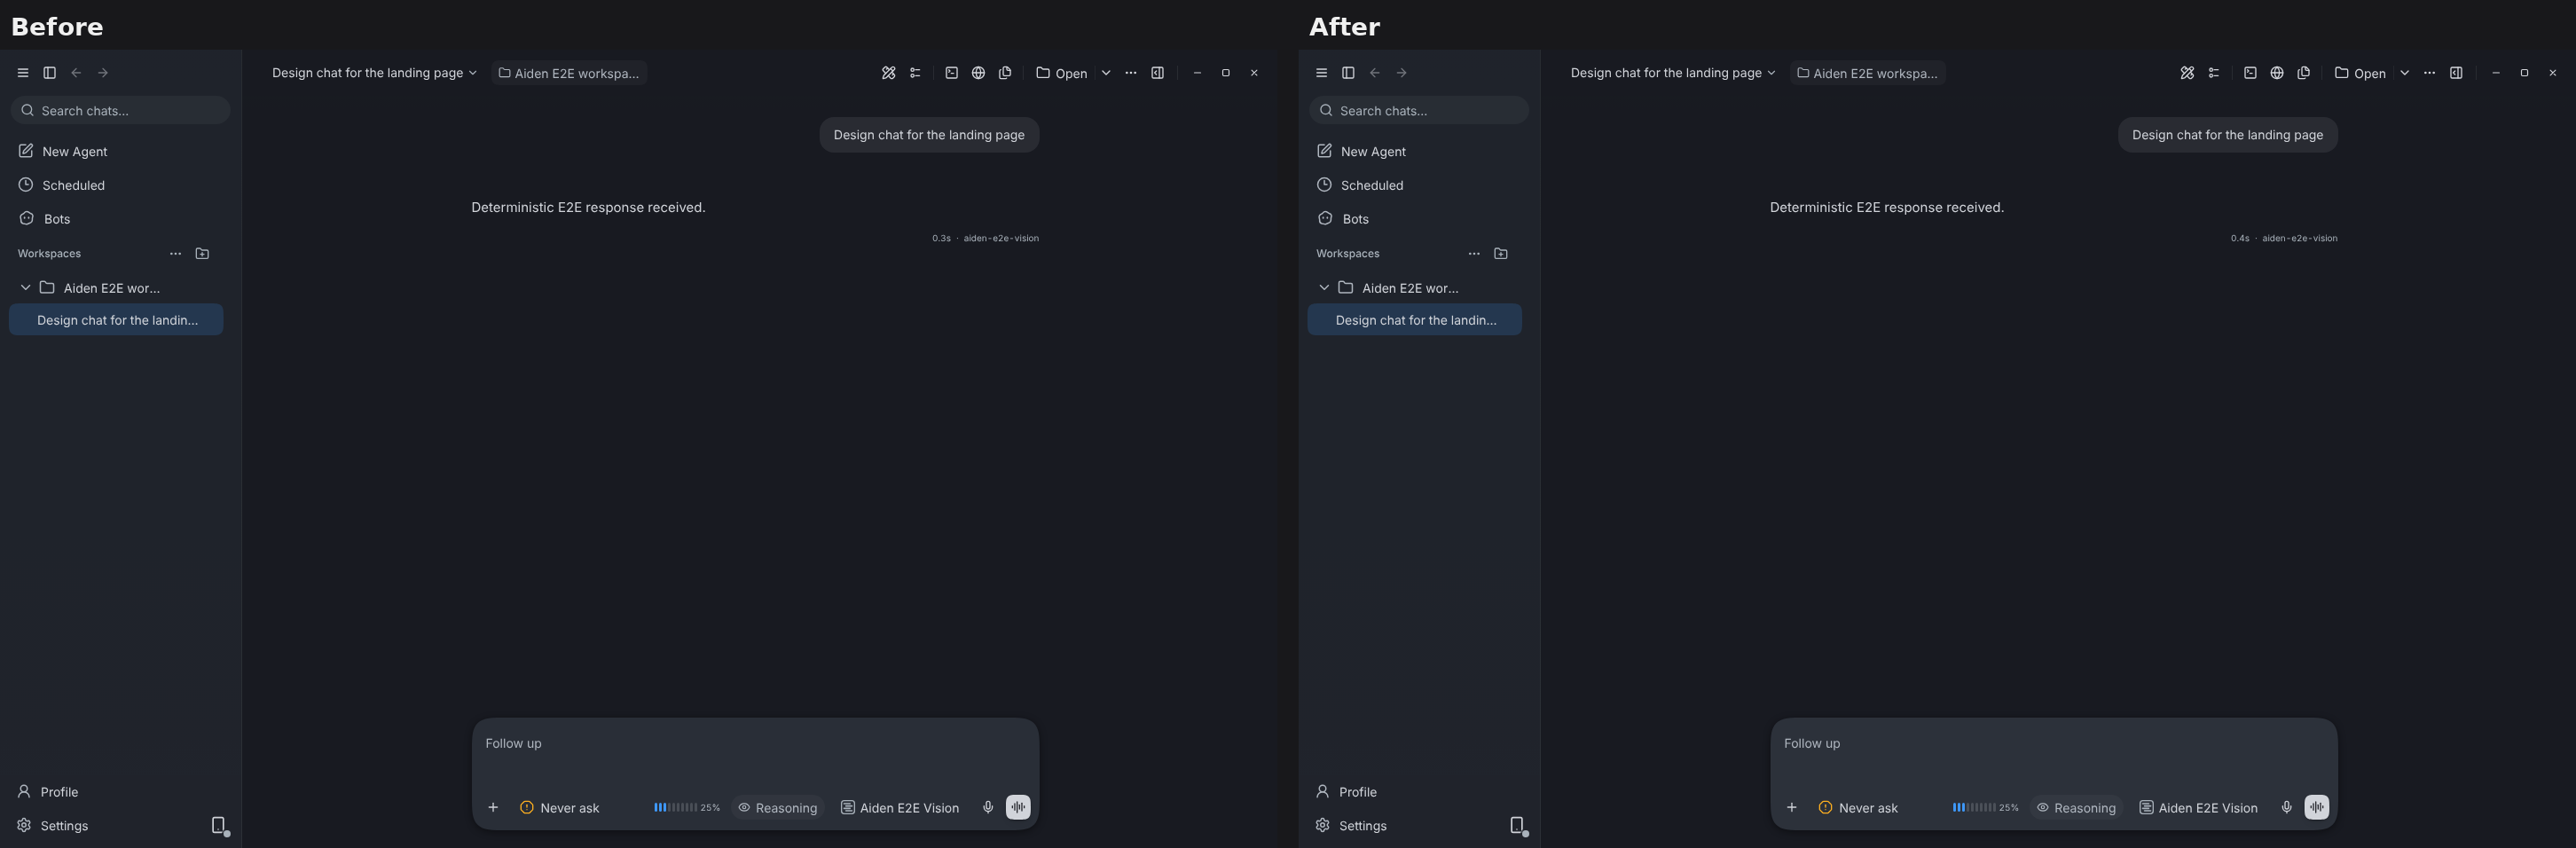 Before
Design chat for the landing page
Aiden E2E workspa...
Open
Search chats...
New Agent
Scheduled
Bots
Workspaces
Aiden E2E wor...
Design chat for the landin...
Profile
Settings
Design chat for the landing page
Deterministic E2E response received.
0.3s · aiden-e2e-vision
Follow up
Never ask
25%
Reasoning
Aiden E2E Vision
After
Design chat for the landing page
Aiden E2E workspa...
Open
Search chats...
New Agent
Scheduled
Bots
Workspaces
Aiden E2E wor...
Design chat for the landin...
Profile
Settings
Design chat for the landing page
Deterministic E2E response received.
0.4s · aiden-e2e-vision
Follow up
Never ask
25%
Reasoning
Aiden E2E Vision